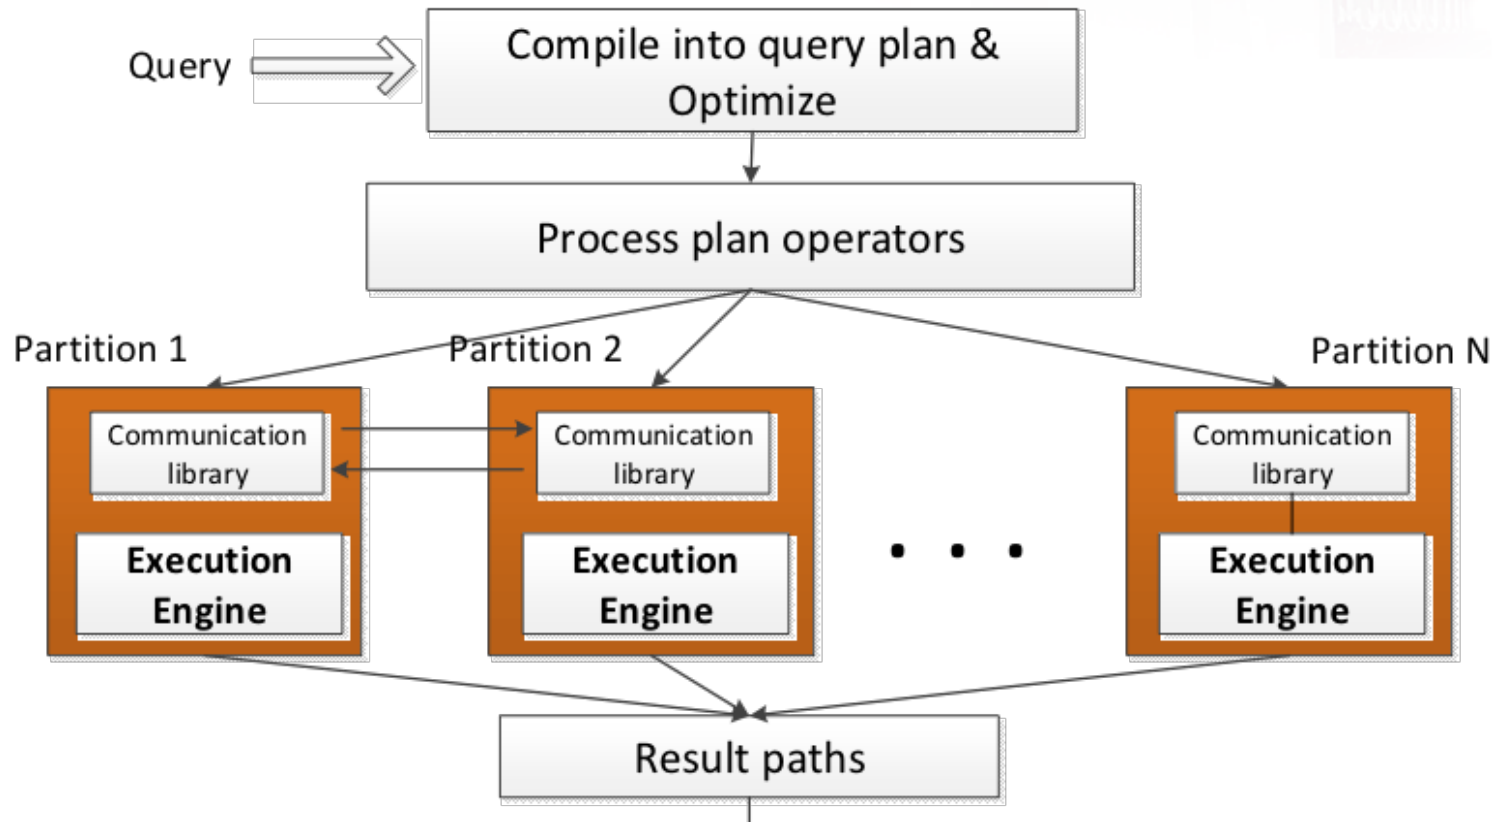 Query
Compile into query plan &
Optimize
Process plan operators
Partition 1
Partition 2
Partition N
Communication
library
Communication
library
Communication
library
Execution
Engine
Execution
Engine
. . .
Execution
Engine
Result paths